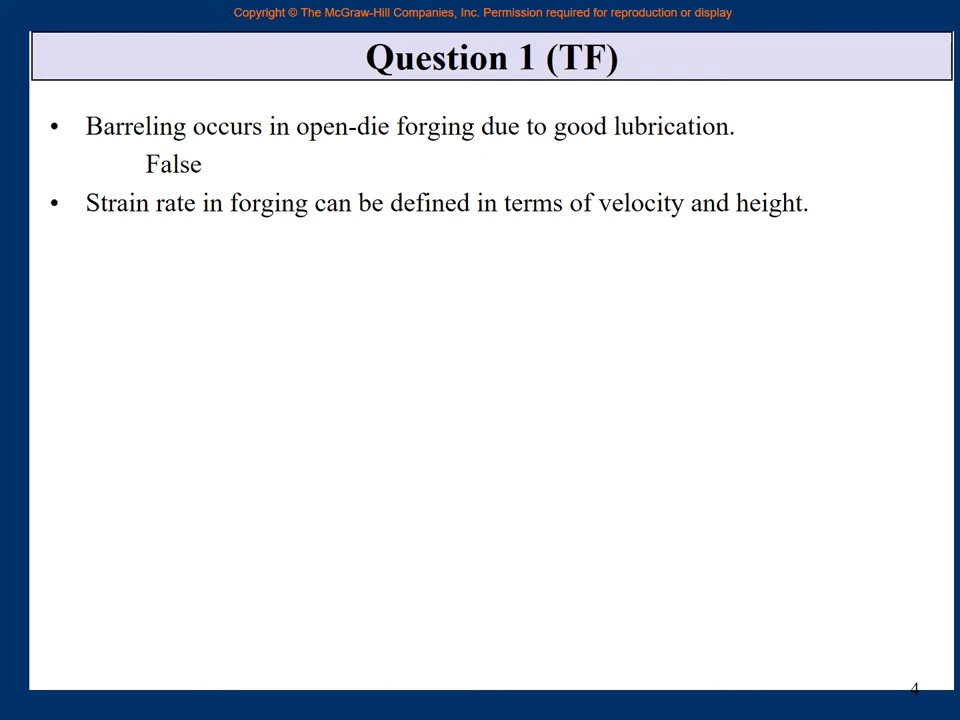 Copyright © The McGraw-Hill Companies, Inc. Permission required for reproduction or display
Question 1 (TF)
• Barreling occurs in open-die forging due to good lubrication.
False
• Strain rate in forging can be defined in terms of velocity and height.
4